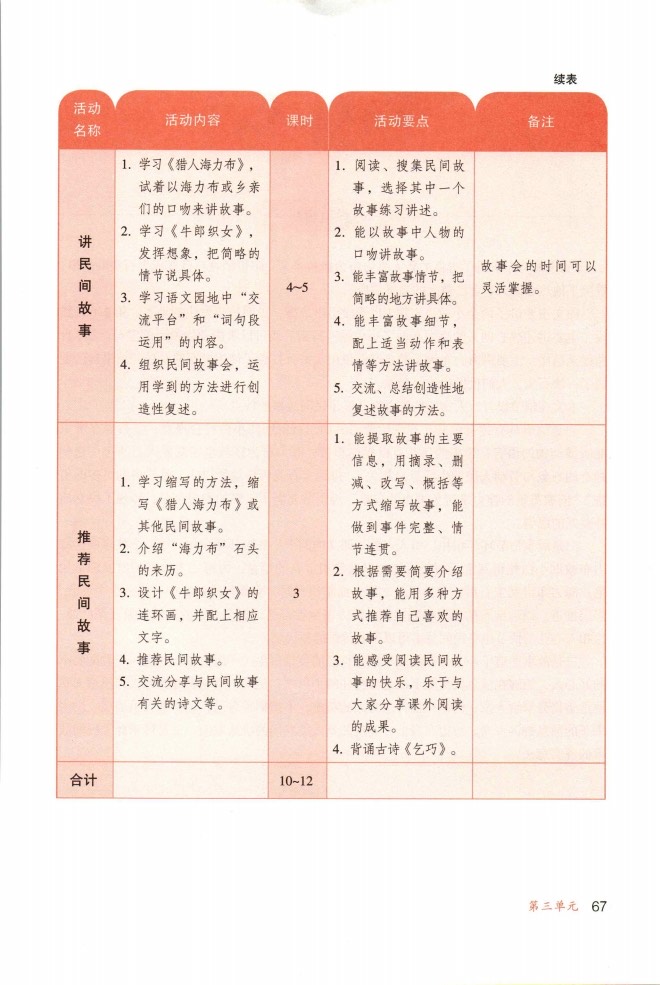 续表
活动名称
活动内容
课时
活动要点
备注
讲民间故事
1. 学习《猎人海力布》，
试着以海力布或乡亲
们的口吻来讲故事。
2. 学习《牛郎织女》，
发挥想象，把简略的
情节说具体。
3. 学习语文园地中“交
流平台”和“词句段
运用”的内容。
4. 组织民间故事会，运
用学到的方法进行创
造性复述。
4~5
1. 阅读、搜集民间故
事，选择其中一个
故事练习讲述。
2. 能以故事中人物的
口吻讲故事。
3. 能丰富故事情节，把
简略的地方讲具体。
4. 能丰富故事细节，
配上适当动作和表
情等方法讲故事。
5. 交流、总结创造性地
复述故事的方法。
故事会的时间可以
灵活掌握。
推荐民间故事
1. 学习缩写的方法，缩
写《猎人海力布》或
其他民间故事。
2. 介绍“海力布”石头
的来历。
3. 设计《牛郎织女》的
连环画，并配上相应
文字。
4. 推荐民间故事。
5. 交流分享与民间故事
有关的诗文等。
3
1. 能提取故事的主要
信息，用摘录、删
减、改写、概括等
方式缩写故事，能
做到事件完整、情
节连贯。
2. 根据需要简要介绍
故事，能用多种方
式推荐自己喜欢的
故事。
3. 能感受阅读民间故
事的快乐，乐于与
大家分享课外阅读
的成果。
4. 背诵古诗《乞巧》。
合计
10~12
第三单元 67